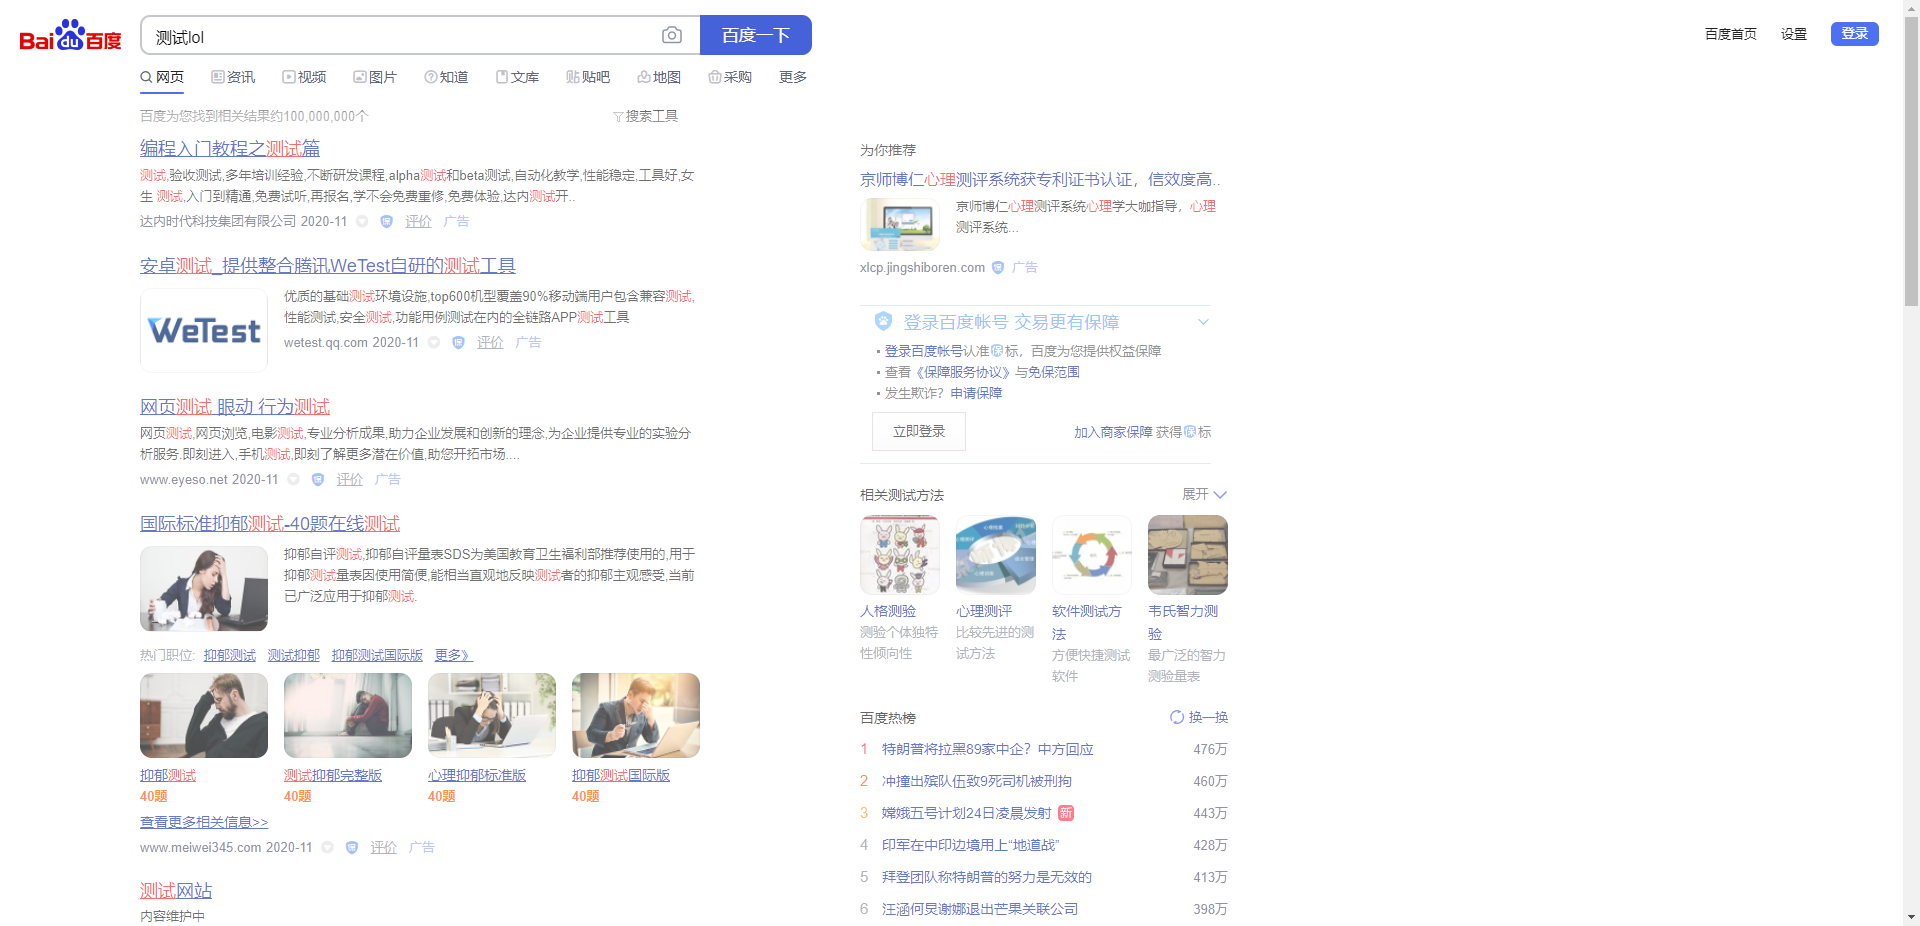 Bai du 百度
测试lol
百度一下
百度首页 设置 登录
网页 资讯 视频 图片 知道 文库 贴吧 地图 采购 更多
百度为您找到相关结果约100,000,000个
搜索工具
编程入门教程之测试篇
测试,验收测试,多年培训经验,不断研发课程,alpha测试和beta测试,自动化教学,性能稳定,工具好,女
生 测试,入门到精通,免费试听,再报名,学不会免费重修,免费体验,达内测试开..
达内时代科技集团有限公司 2020-11 评价 广告
安卓测试_提供整合腾讯WeTest自研的测试工具
WeTest
优质的基础测试环境设施,top600机型覆盖90%移动端用户包含兼容测试,
性能测试,安全测试,功能用例测试在内的全链路APP测试工具
wetest.qq.com 2020-11 评价 广告
网页测试 眼动 行为测试
网页测试,网页浏览,电影测试,专业分析成果,助力企业发展和创新的理念,为企业提供专业的实验分
析服务.即刻进入,手机测试,即刻了解更多潜在价值,助您开拓市场....
www.eyeso.net 2020-11 评价 广告
国际标准抑郁测试-40题在线测试
抑郁自评测试,抑郁自评量表SDS为美国教育卫生福利部推荐使用的,用于
抑郁测试量表因使用简便,能相当直观地反映测试者的抑郁主观感受,当前
已广泛应用于抑郁测试.
热门职位: 抑郁测试 测试抑郁 抑郁测试国际版 更多》
抑郁测试 测试抑郁完整版 心理抑郁标准版 抑郁测试国际版
40题 40题 40题 40题
查看更多相关信息>>
www.meiwei345.com 2020-11 评价 广告
测试网站
内容维护中
为你推荐
京师博仁心理测评系统获专利证书认证，信效度高..
京师博仁心理测评系统心理学大咖指导，心理
测评系统...
xlcp.jingshiboren.com 广告
登录百度帐号 交易更有保障
登录百度帐号认准保标，百度为您提供权益保障
查看《保障服务协议》与免保范围
发生欺诈？申请保障
立即登录
加入商家保障 获得保标
相关测试方法 展开
人格测验
测验个体独特
性倾向性
心理测评
比较先进的测
试方法
软件测试方
法
方便快捷测试
软件
韦氏智力测
验
最广泛的智力
测验量表
百度热榜 换一换
1 特朗普将拉黑89家中企？中方回应 476万
2 冲撞出殡队伍致9死司机被刑拘 460万
3 嫦娥五号计划24日凌晨发射 新 443万
4 印军在中印边境用上“地道战” 428万
5 拜登团队称特朗普的努力是无效的 413万
6 汪涵何炅谢娜退出芒果关联公司 398万